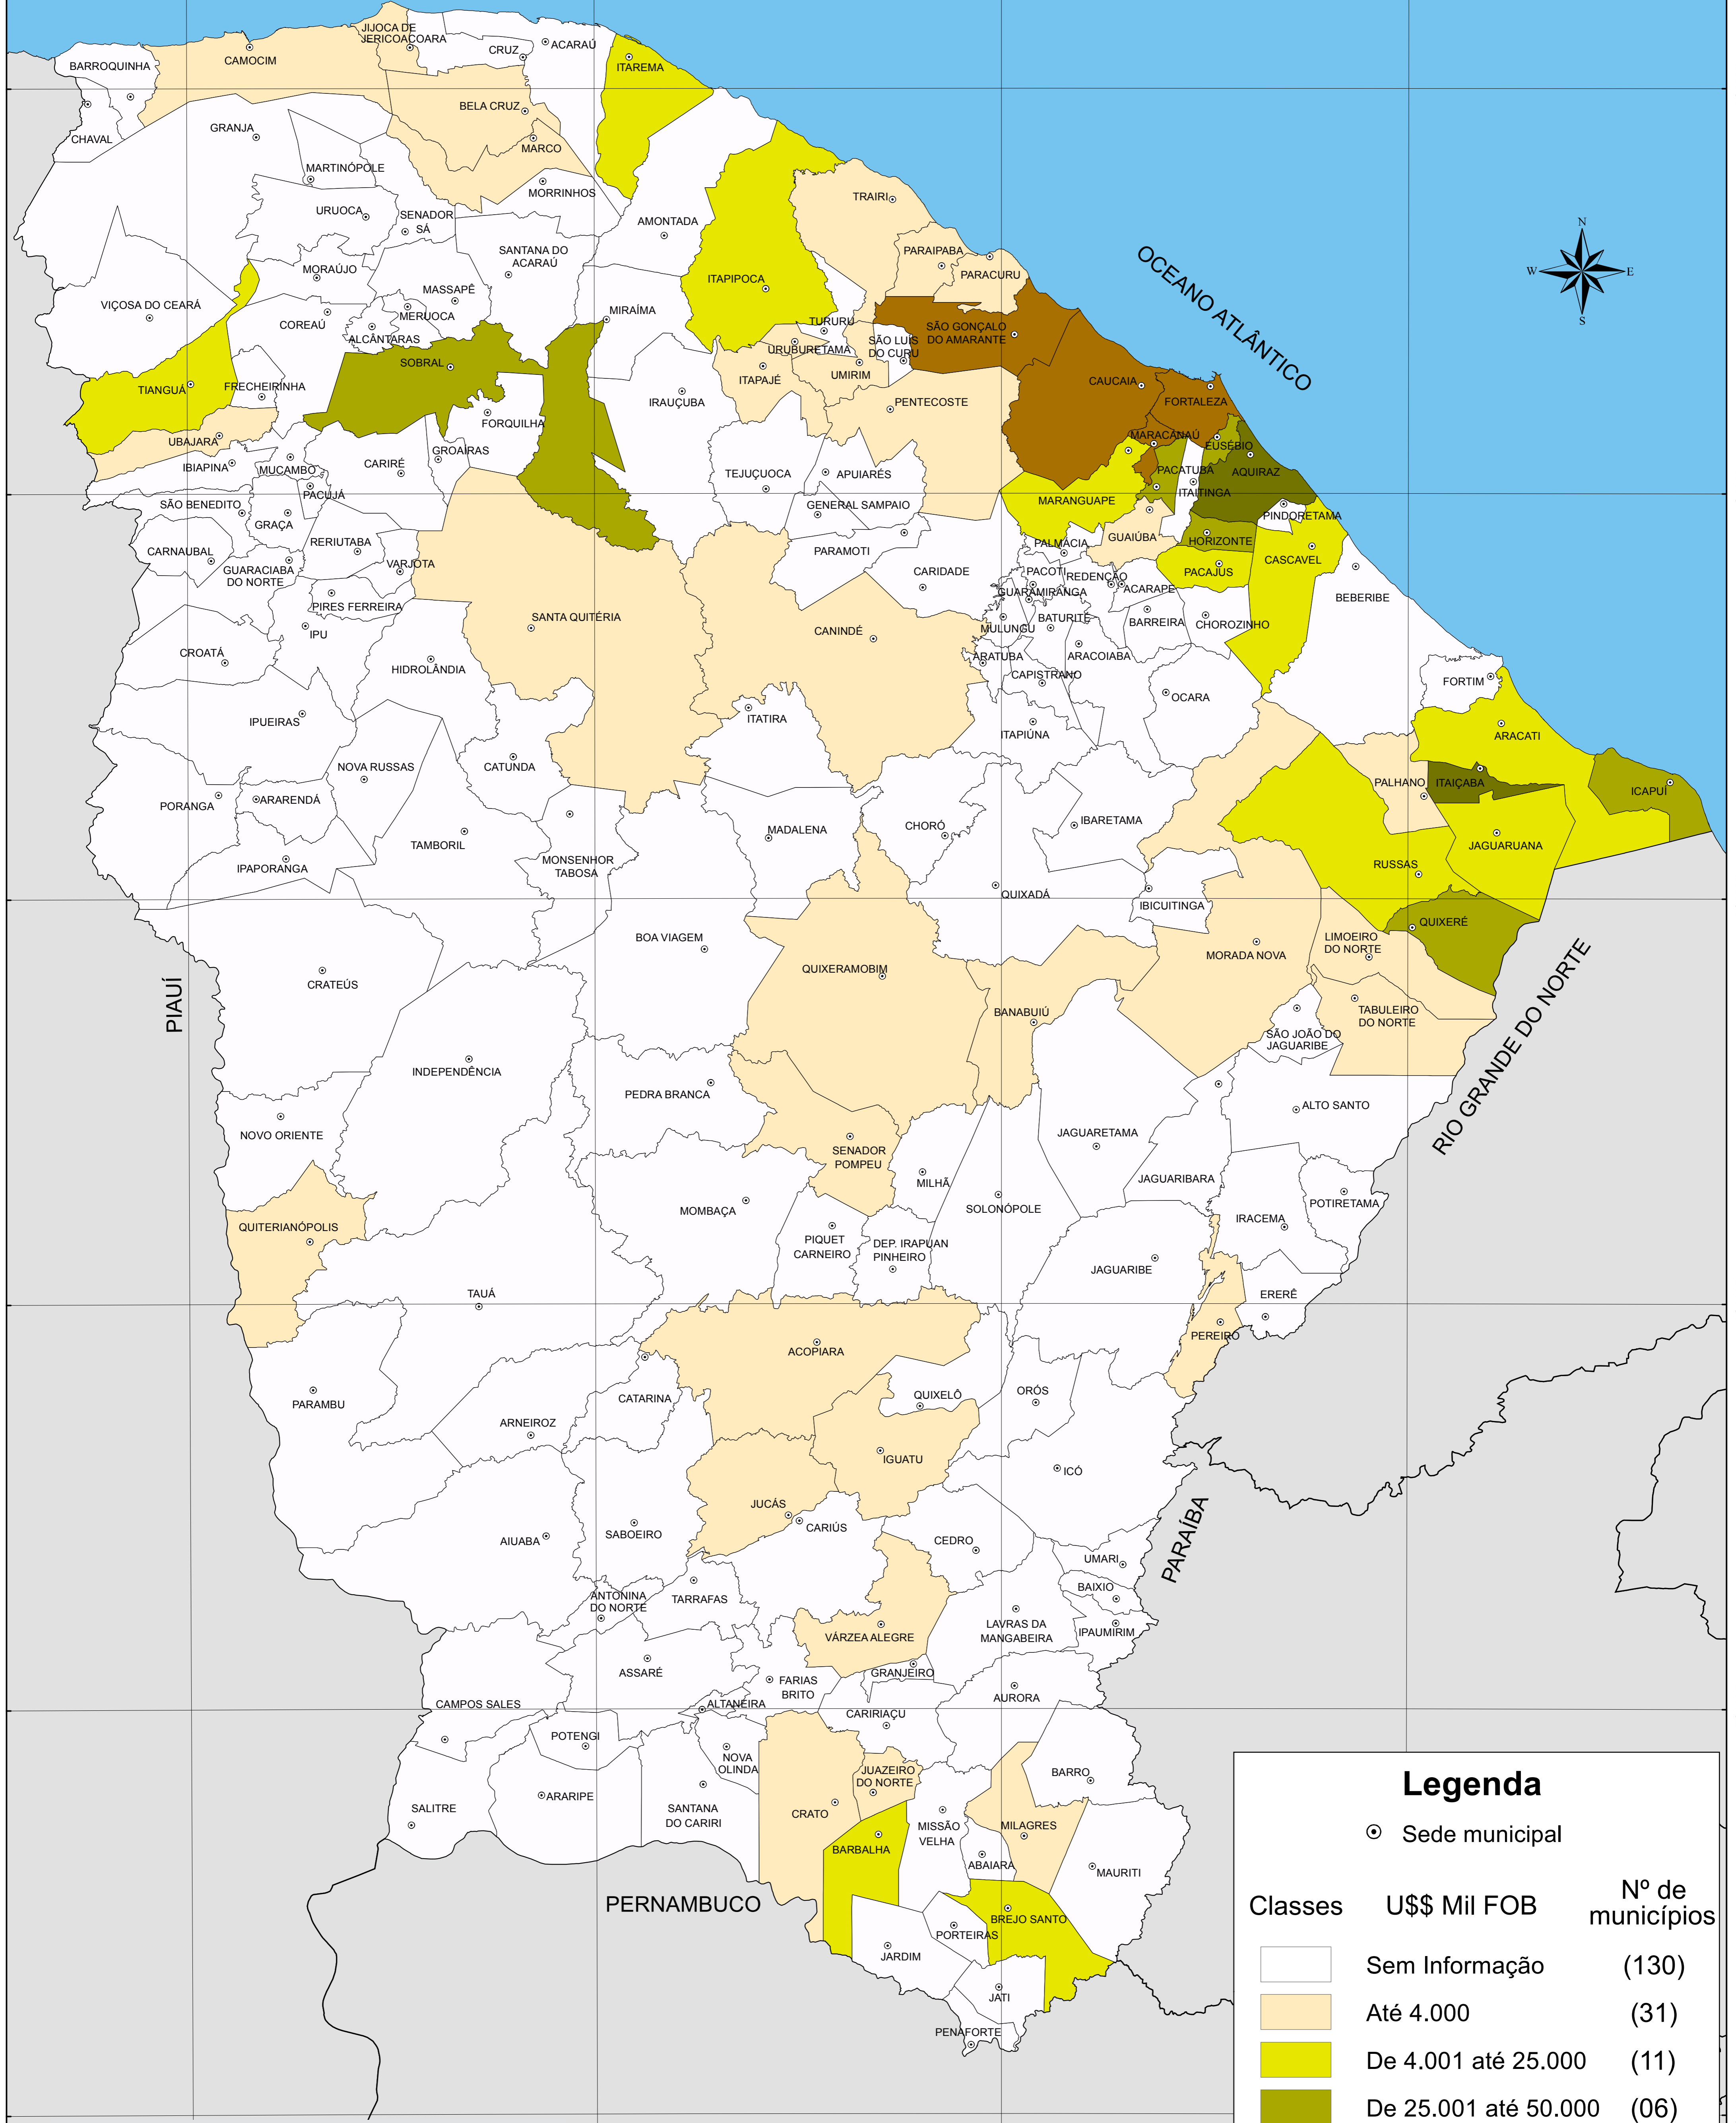 JIJOCA DE
JERICOACOARA
CRUZ
ACARAÚ
BARROQUINHA
CAMOCIM
ITAREMA
BELA CRUZ
CHAVAL
GRANJA
MARCO
MARTINÓPOLE
MORRINHOS
TRAIRI
URUOCA
SENADOR
SÁ
AMONTADA
N
SANTANA DO
ACARAÚ
PARAIPABA
PARACURU
W
E
S
OCEANO ATLÂNTICO
MORAÚJO
ITAPIPOCA
MASSAPÊ
VIÇOSA DO CEARÁ
MERUOCA
MIRAÍMA
COREAÚ
TURURU
SÃO GONÇALO
DO AMARANTE
ALCÂNTARAS
URUBURETAMA
SÃO LUIS
DO CURU
SOBRAL
UMIRIM
ITAPAJÉ
CAUCAIA
FRECHEIRINHA
TIANGUÁ
IRAUÇUBA
PENTECOSTE
FORTALEZA
FORQUILHA
MARACANAÚ
UBAJARA
EUSÉBIO
GROAÍRAS
IBIAPINA
MUCAMBO
CARIRÉ
TEJUÇUOCA
APUIARÉS
PACATUBA
AQUIRAZ
ITAITINGA
PACUJÁ
MARANGUAPE
SÃO BENEDITO
GENERAL SAMPAIO
PINDORETAMA
GRAÇA
GUAIÚBA
HORIZONTE
RERIUTABA
PALMÁCIA
CARNAUBAL
PARAMOTI
CASCAVEL
VARJOTA
GUARACIABA
DO NORTE
CARIDADE
PACOTI
PACAJUS
REDENÇÃO
ACARAPE
GUARAMIRANGA
BEBERIBE
PIRES FERREIRA
SANTA QUITÉRIA
BATURITÉ
BARREIRA
CHOROZINHO
MULUNGU
CANINDÉ
IPU
CROATÁ
ARATUBA
ARACOIABA
HIDROLÂNDIA
CAPISTRANO
FORTIM
OCARA
IPUEIRAS
ITATIRA
ITAPIÚNA
ARACATI
NOVA RUSSAS
CATUNDA
PALHANO
ITAIÇABA
ICAPUÍ
PORANGA
ARARENDÁ
MADALENA
CHORÓ
IBARETAMA
TAMBORIL
JAGUARUANA
MONSENHOR
TABOSA
IPAPORANGA
RUSSAS
QUIXADÁ
IBICUITINGA
QUIXERÉ
BOA VIAGEM
LIMOEIRO
DO NORTE
QUIXERAMOBIM
MORADA NOVA
CRATEÚS
PIAUÍ
BANABUIÚ
TABULEIRO
DO NORTE
SÃO JOÃO DO
JAGUARIBE
RIO GRANDE DO NORTE
INDEPENDÊNCIA
PEDRA BRANCA
ALTO SANTO
NOVO ORIENTE
JAGUARETAMA
SENADOR
POMPEU
MILHÃ
JAGUARIBARA
POTIRETAMA
MOMBAÇA
SOLONÓPOLE
IRACEMA
QUITERIANÓPOLIS
PIQUET
CARNEIRO
DEP. IRAPUAN
PINHEIRO
JAGUARIBE
TAUÁ
ERERÊ
PEREIRO
ACOPIARA
PARAMBU
CATARINA
QUIXELÔ
ORÓS
ARNEIROZ
IGUATU
ICÓ
JUCÁS
PARAÍBA
CARIÚS
SABOEIRO
AIUABA
CEDRO
UMARI
BAIXIO
ANTONINA
DO NORTE
TARRAFAS
LAVRAS DA
MANGABEIRA
IPAUMIRIM
VÁRZEA ALEGRE
ASSARÉ
GRANJEIRO
FARIAS
BRITO
AURORA
CAMPOS SALES
ALTANEIRA
CARIRIAÇU
POTENGI
NOVA
OLINDA
JUAZEIRO
DO NORTE
BARRO
ARARIPE
SALITRE
SANTANA
DO CARIRI
CRATO
MISSÃO
VELHA
MILAGRES
BARBALHA
ABAIARA
MAURITI
PERNAMBUCO
BREJO SANTO
PORTEIRAS
JARDIM
JATI
PENAFORTE
Legenda
Sede municipal
Classes U$$ Mil FOB Nº de
municípios
Sem Informação (130)
Até 4.000 (31)
De 4.001 até 25.000 (11)
De 25.001 até 50.000 (06)